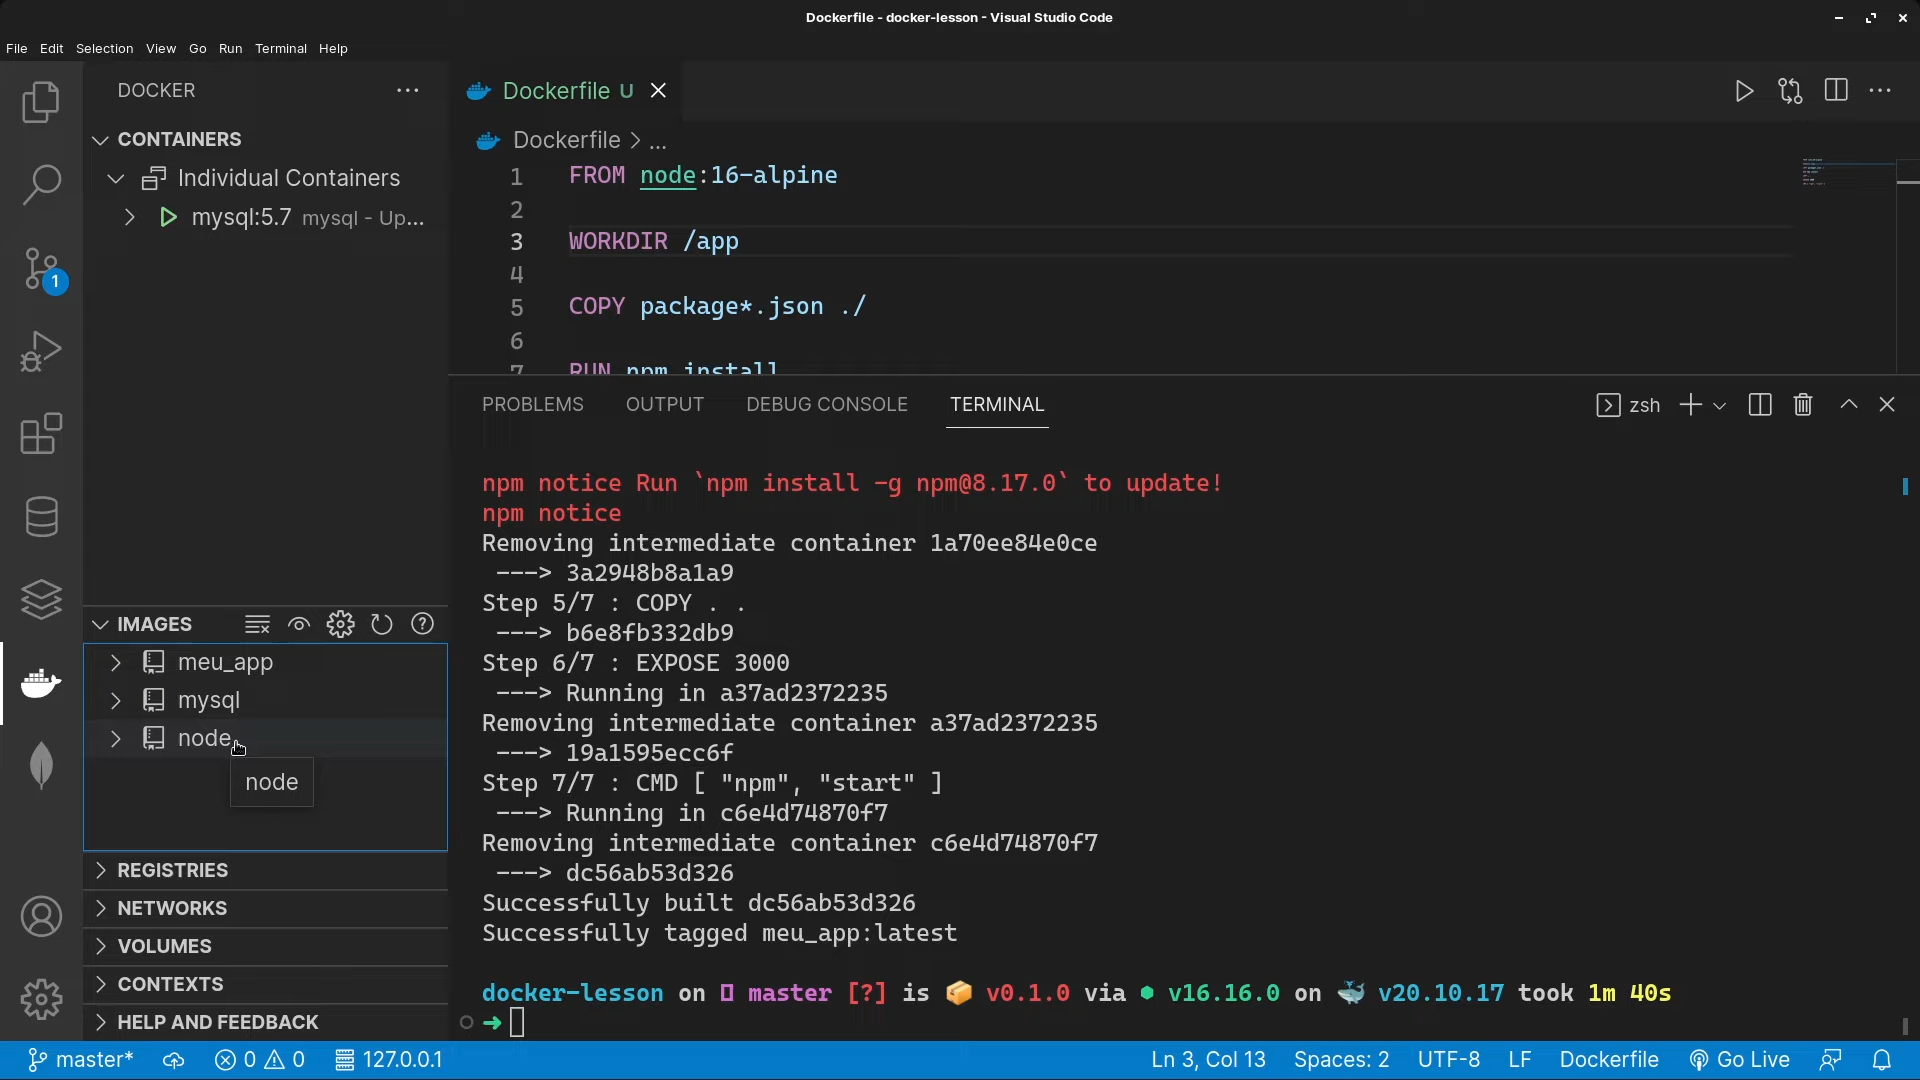 Dockerfile - docker-lesson - Visual Studio Code
File Edit Selection View Go Run Terminal Help
DOCKER
CONTAINERS
Individual Containers
mysql:5.7 mysql - Up...
1
IMAGES
meu_app
mysql
node
node
REGISTRIES
NETWORKS
VOLUMES
CONTEXTS
HELP AND FEEDBACK
Dockerfile U
Dockerfile > ...
1 FROM node:16-alpine
2
3 WORKDIR /app
4
5 COPY package*.json ./
6
7 RUN npm install
PROBLEMS OUTPUT DEBUG CONSOLE TERMINAL
zsh
npm notice Run `npm install -g npm@8.17.0` to update!
npm notice
Removing intermediate container 1a70ee84e0ce
---> 3a2948b8a1a9
Step 5/7 : COPY . .
---> b6e8fb332db9
Step 6/7 : EXPOSE 3000
---> Running in a37ad2372235
Removing intermediate container a37ad2372235
---> 19a1595ecc6f
Step 7/7 : CMD [ "npm", "start" ]
---> Running in c6e4d74870f7
Removing intermediate container c6e4d74870f7
---> dc56ab53d326
Successfully built dc56ab53d326
Successfully tagged meu_app:latest
docker-lesson on master [?] is 📦 v0.1.0 via ⬢ v16.16.0 on 🐳 v20.10.17 took 1m 40s
➜
master* 0 0 127.0.0.1 Ln 3, Col 13 Spaces: 2 UTF-8 LF Dockerfile Go Live